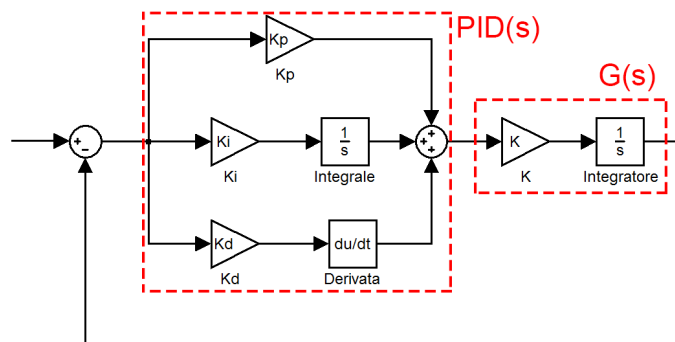 PID(s)
Kp
Kp
G(s)
+
−
Ki
Ki
1
s
Integrale
+
+
+
K
K
1
s
Integratore
Kd
Kd
du/dt
Derivata